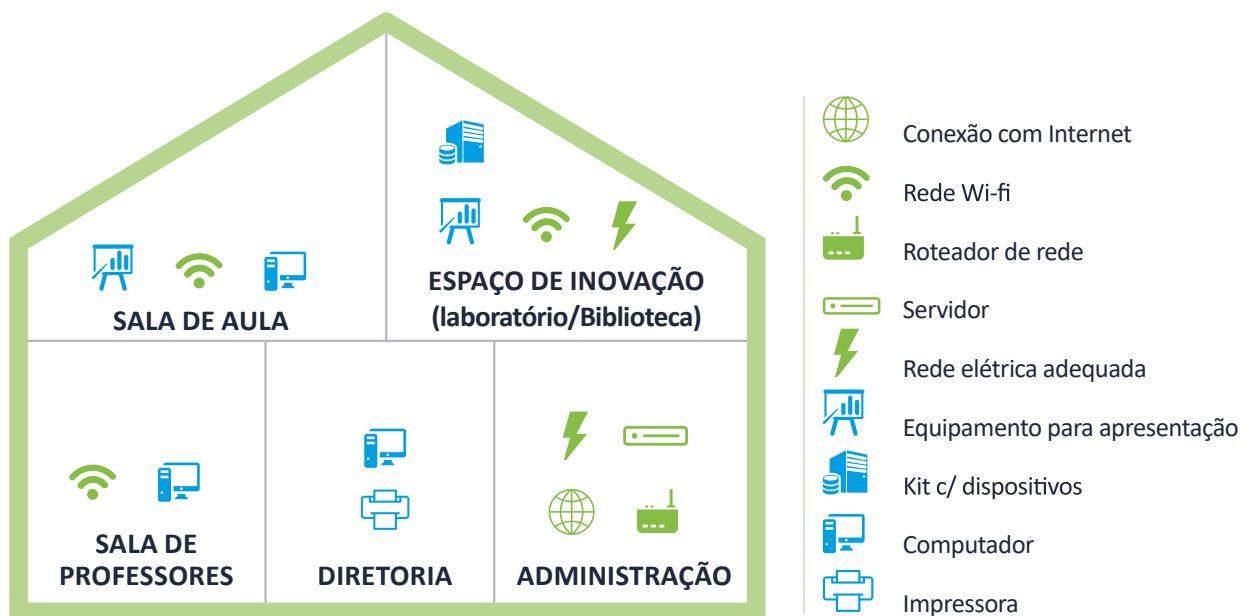 SALA DE AULA
ESPAÇO DE INOVAÇÃO
(laboratório/Biblioteca)
SALA DE
PROFESSORES
DIRETORIA
ADMINISTRAÇÃO
Conexão com Internet
Rede Wi-fi
Roteador de rede
Servidor
Rede elétrica adequada
Equipamento para apresentação
Kit c/ dispositivos
Computador
Impressora